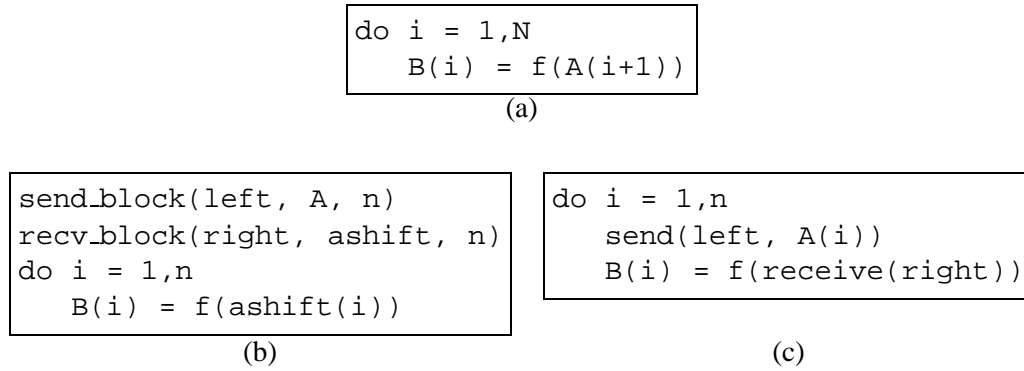 do i = 1,N
B(i) = f(A(i+1))
(a)
send_block(left, A, n)
recv_block(right, ashift, n)
do i = 1,n
B(i) = f(ashift(i))
(b)
do i = 1,n
send(left, A(i))
B(i) = f(receive(right))
(c)